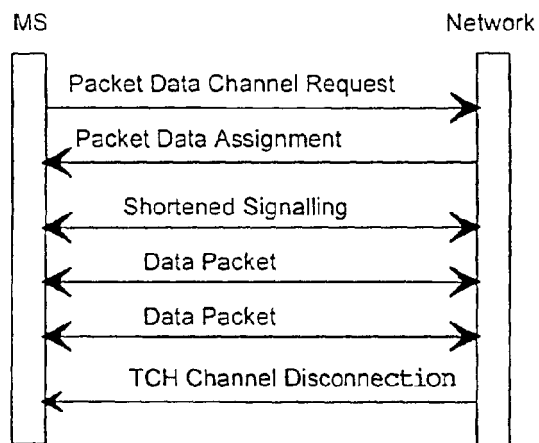 MS Network
Packet Data Channel Request
Packet Data Assignment
Shortened Signalling
Data Packet
Data Packet
TCH Channel Disconnection